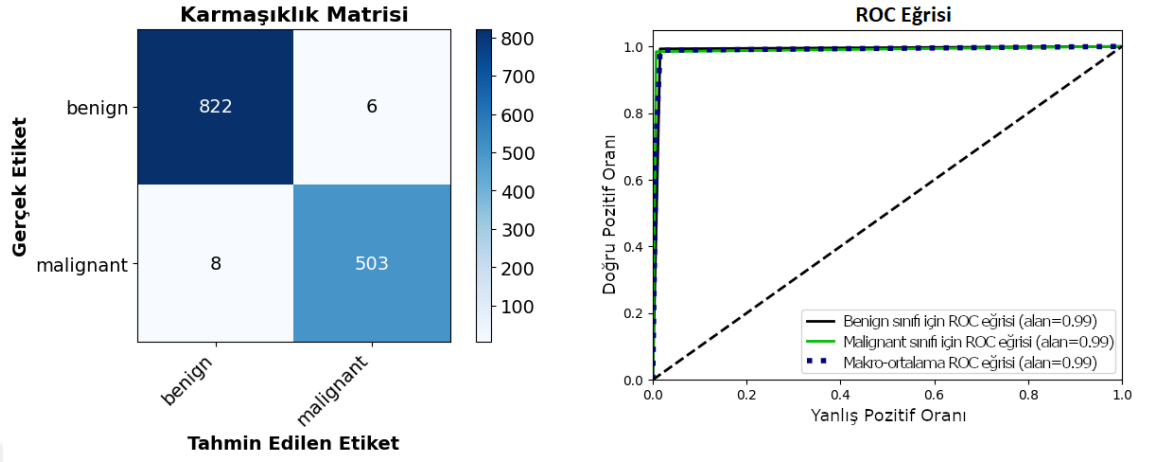 Karmaşıklık Matrisi
Gerçek Etiket
benign
malignant
822
6
8
503
benign
malignant
Tahmin Edilen Etiket
800
700
600
500
400
300
200
100
ROC Eğrisi
Doğru Pozitif Oranı
1.0
0.8
0.6
0.4
0.2
0.0
Benign sınıfı için ROC eğrisi (alan=0.99)
Malignant sınıfı için ROC eğrisi (alan=0.99)
Makro-ortalama ROC eğrisi (alan=0.99)
0.0 0.2 0.4 0.6 0.8 1.0
Yanlış Pozitif Oranı